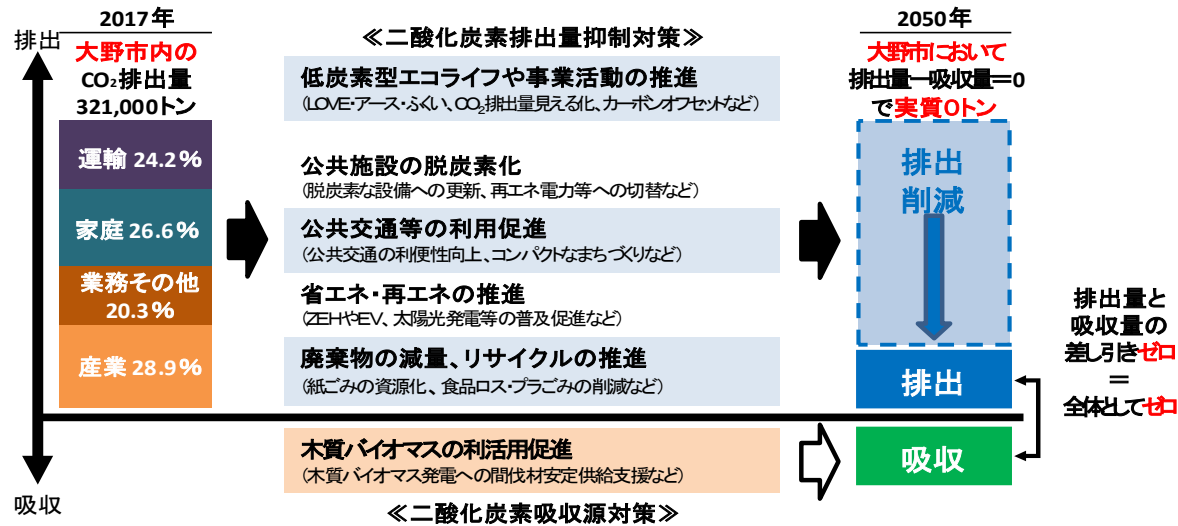 2017年
排出
大野市内の
CO₂排出量
321,000トン
運輸 24.2%
家庭 26.6%
業務その他
20.3%
産業 28.9%
吸収
≪二酸化炭素排出量抑制対策≫
低炭素型エコライフや事業活動の推進
(LOVE・アース・ふくい、CO₂排出量見える化、カーボンオフセットなど)
公共施設の脱炭素化
(脱炭素な設備への更新、再エネ電力等への切替など)
公共交通等の利用促進
(公共交通の利便性向上、コンパクトなまちづくりなど)
省エネ・再エネの推進
(ZEHやEV、太陽光発電等の普及促進など)
廃棄物の減量、リサイクルの推進
(紙ごみの資源化、食品ロス・プラごみの削減など)
木質バイオマスの利活用促進
(木質バイオマス発電への間伐材安定供給支援など)
≪二酸化炭素吸収源対策≫
2050年
大野市において
排出量ー吸収量＝0
で実質0トン
排出
削減
排出
吸収
排出量と
吸収量の
差し引きゼロ
＝
全体としてゼロ